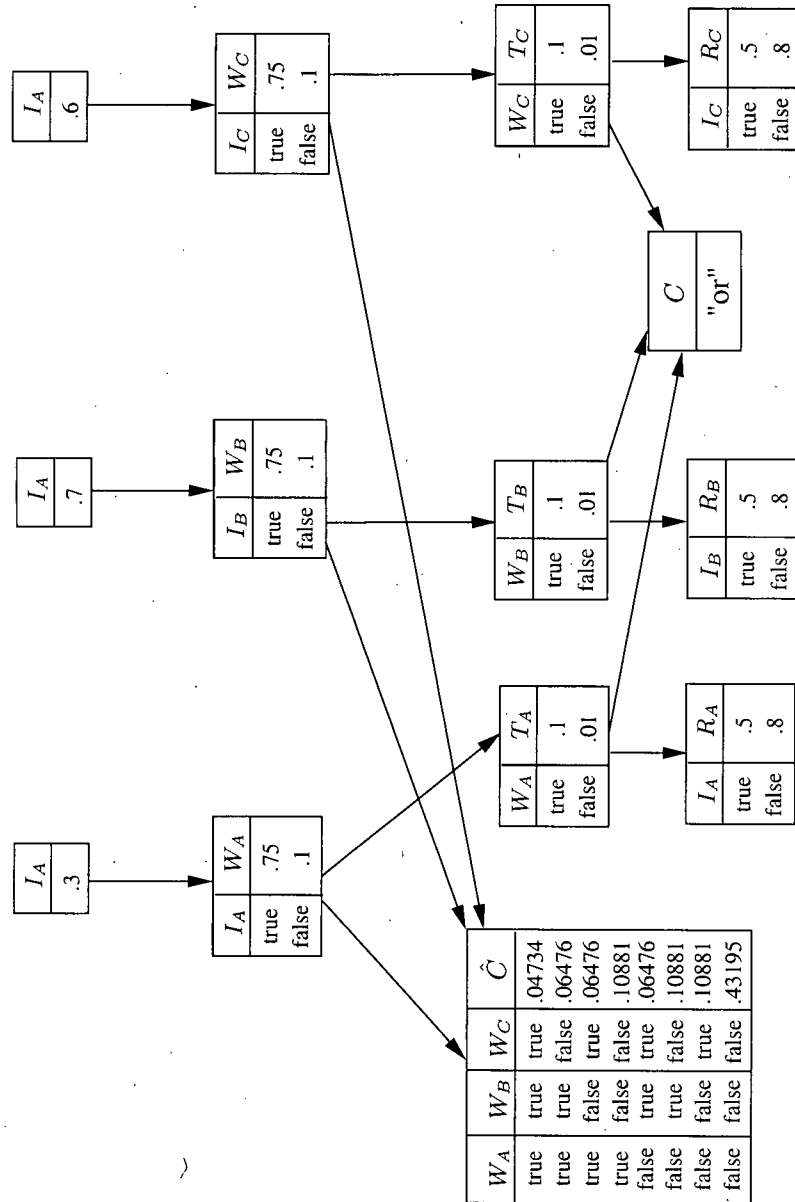 I_A
.3
I_A
.7
I_A
.6
I_A W_A
true .75
false .1
I_B W_B
true .75
false .1
I_C W_C
true .75
false .1
W_A W_B W_C Ĉ
true true true .04734
true true false .06476
true false true .06476
true false false .10881
false true true .06476
false true false .10881
false false true .10881
false false false .43195
W_A T_A
true .1
false .01
W_B T_B
true .1
false .01
W_C T_C
true .1
false .01
C
"or"
I_A R_A
true .5
false .8
I_B R_B
true .5
false .8
I_C R_C
true .5
false .8